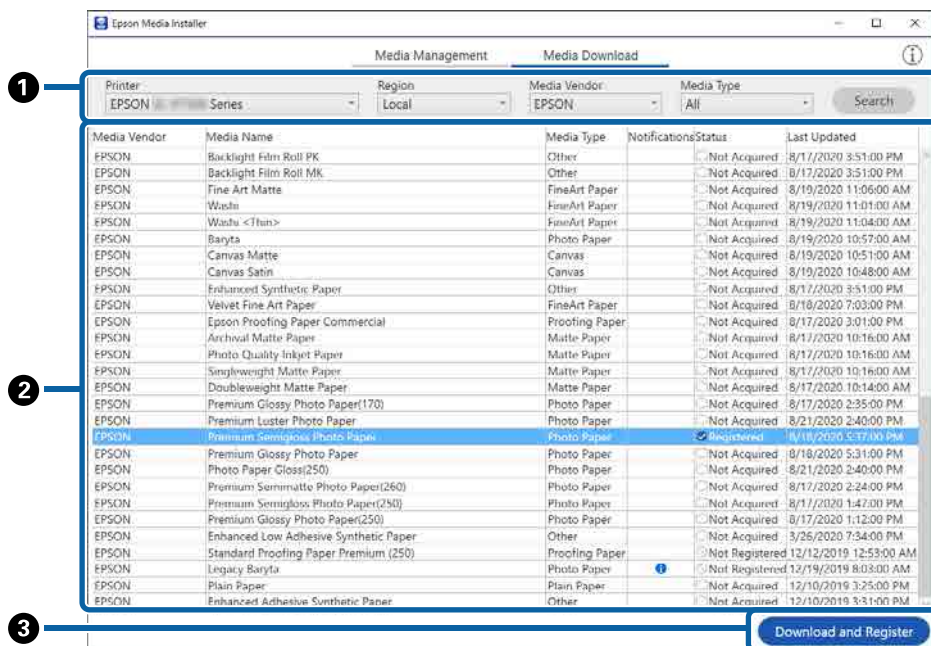 Epson Media Installer
Media Management Media Download
Printer Region Media Vendor Media Type
1 EPSON Series Local EPSON All Search
Media Vendor Media Name Media Type Notifications Status Last Updated
EPSON Backlight Film Roll PK Other Not Acquired 8/17/2020 3:51:00 PM
EPSON Backlight Film Roll MK Other Not Acquired 8/17/2020 3:51:00 PM
EPSON Fine Art Matte FineArt Paper Not Acquired 8/19/2020 11:06:00 AM
EPSON Washi FineArt Paper Not Acquired 8/19/2020 11:01:00 AM
EPSON Washi <Thin> FineArt Paper Not Acquired 8/19/2020 11:04:00 AM
EPSON Baryta Photo Paper Not Acquired 8/19/2020 10:57:00 AM
EPSON Canvas Matte Canvas Not Acquired 8/19/2020 10:51:00 AM
EPSON Canvas Satin Canvas Not Acquired 8/19/2020 10:48:00 AM
EPSON Enhanced Synthetic Paper Other Not Acquired 8/17/2020 3:51:00 PM
EPSON Velvet Fine Art Paper FineArt Paper Not Acquired 8/18/2020 7:03:00 PM
EPSON Epson Proofing Paper Commercial Proofing Paper Not Acquired 8/17/2020 3:01:00 PM
EPSON Archival Matte Paper Matte Paper Not Acquired 8/17/2020 10:16:00 AM
EPSON Photo Quality Inkjet Paper Matte Paper Not Acquired 8/17/2020 10:16:00 AM
EPSON Singleweight Matte Paper Matte Paper Not Acquired 8/17/2020 10:16:00 AM
2 EPSON Doubleweight Matte Paper Matte Paper Not Acquired 8/17/2020 10:14:00 AM
EPSON Premium Glossy Photo Paper(170) Photo Paper Not Acquired 8/17/2020 2:35:00 PM
EPSON Premium Luster Photo Paper Photo Paper Not Acquired 8/21/2020 2:40:00 PM
EPSON Premium Semigloss Photo Paper Photo Paper Registered 8/18/2020 5:37:00 PM
EPSON Premium Glossy Photo Paper Photo Paper Not Acquired 8/18/2020 5:31:00 PM
EPSON Photo Paper Gloss(250) Photo Paper Not Acquired 8/21/2020 2:40:00 PM
EPSON Premium Semimatte Photo Paper(260) Photo Paper Not Acquired 8/17/2020 2:24:00 PM
EPSON Premium Semigloss Photo Paper(250) Photo Paper Not Acquired 8/17/2020 1:47:00 PM
EPSON Premium Glossy Photo Paper(250) Photo Paper Not Acquired 8/17/2020 1:12:00 PM
EPSON Enhanced Low Adhesive Synthetic Paper Other Not Acquired 3/26/2020 7:34:00 PM
EPSON Standard Proofing Paper Premium (250) Proofing Paper Not Registered 12/12/2019 12:53:00 AM
EPSON Legacy Baryta Photo Paper Not Registered 12/19/2019 8:03:00 AM
EPSON Plain Paper Plain Paper Not Acquired 12/10/2019 3:25:00 PM
EPSON Enhanced Adhesive Synthetic Paper Other Not Acquired 12/10/2019 3:31:00 PM
3 Download and Register